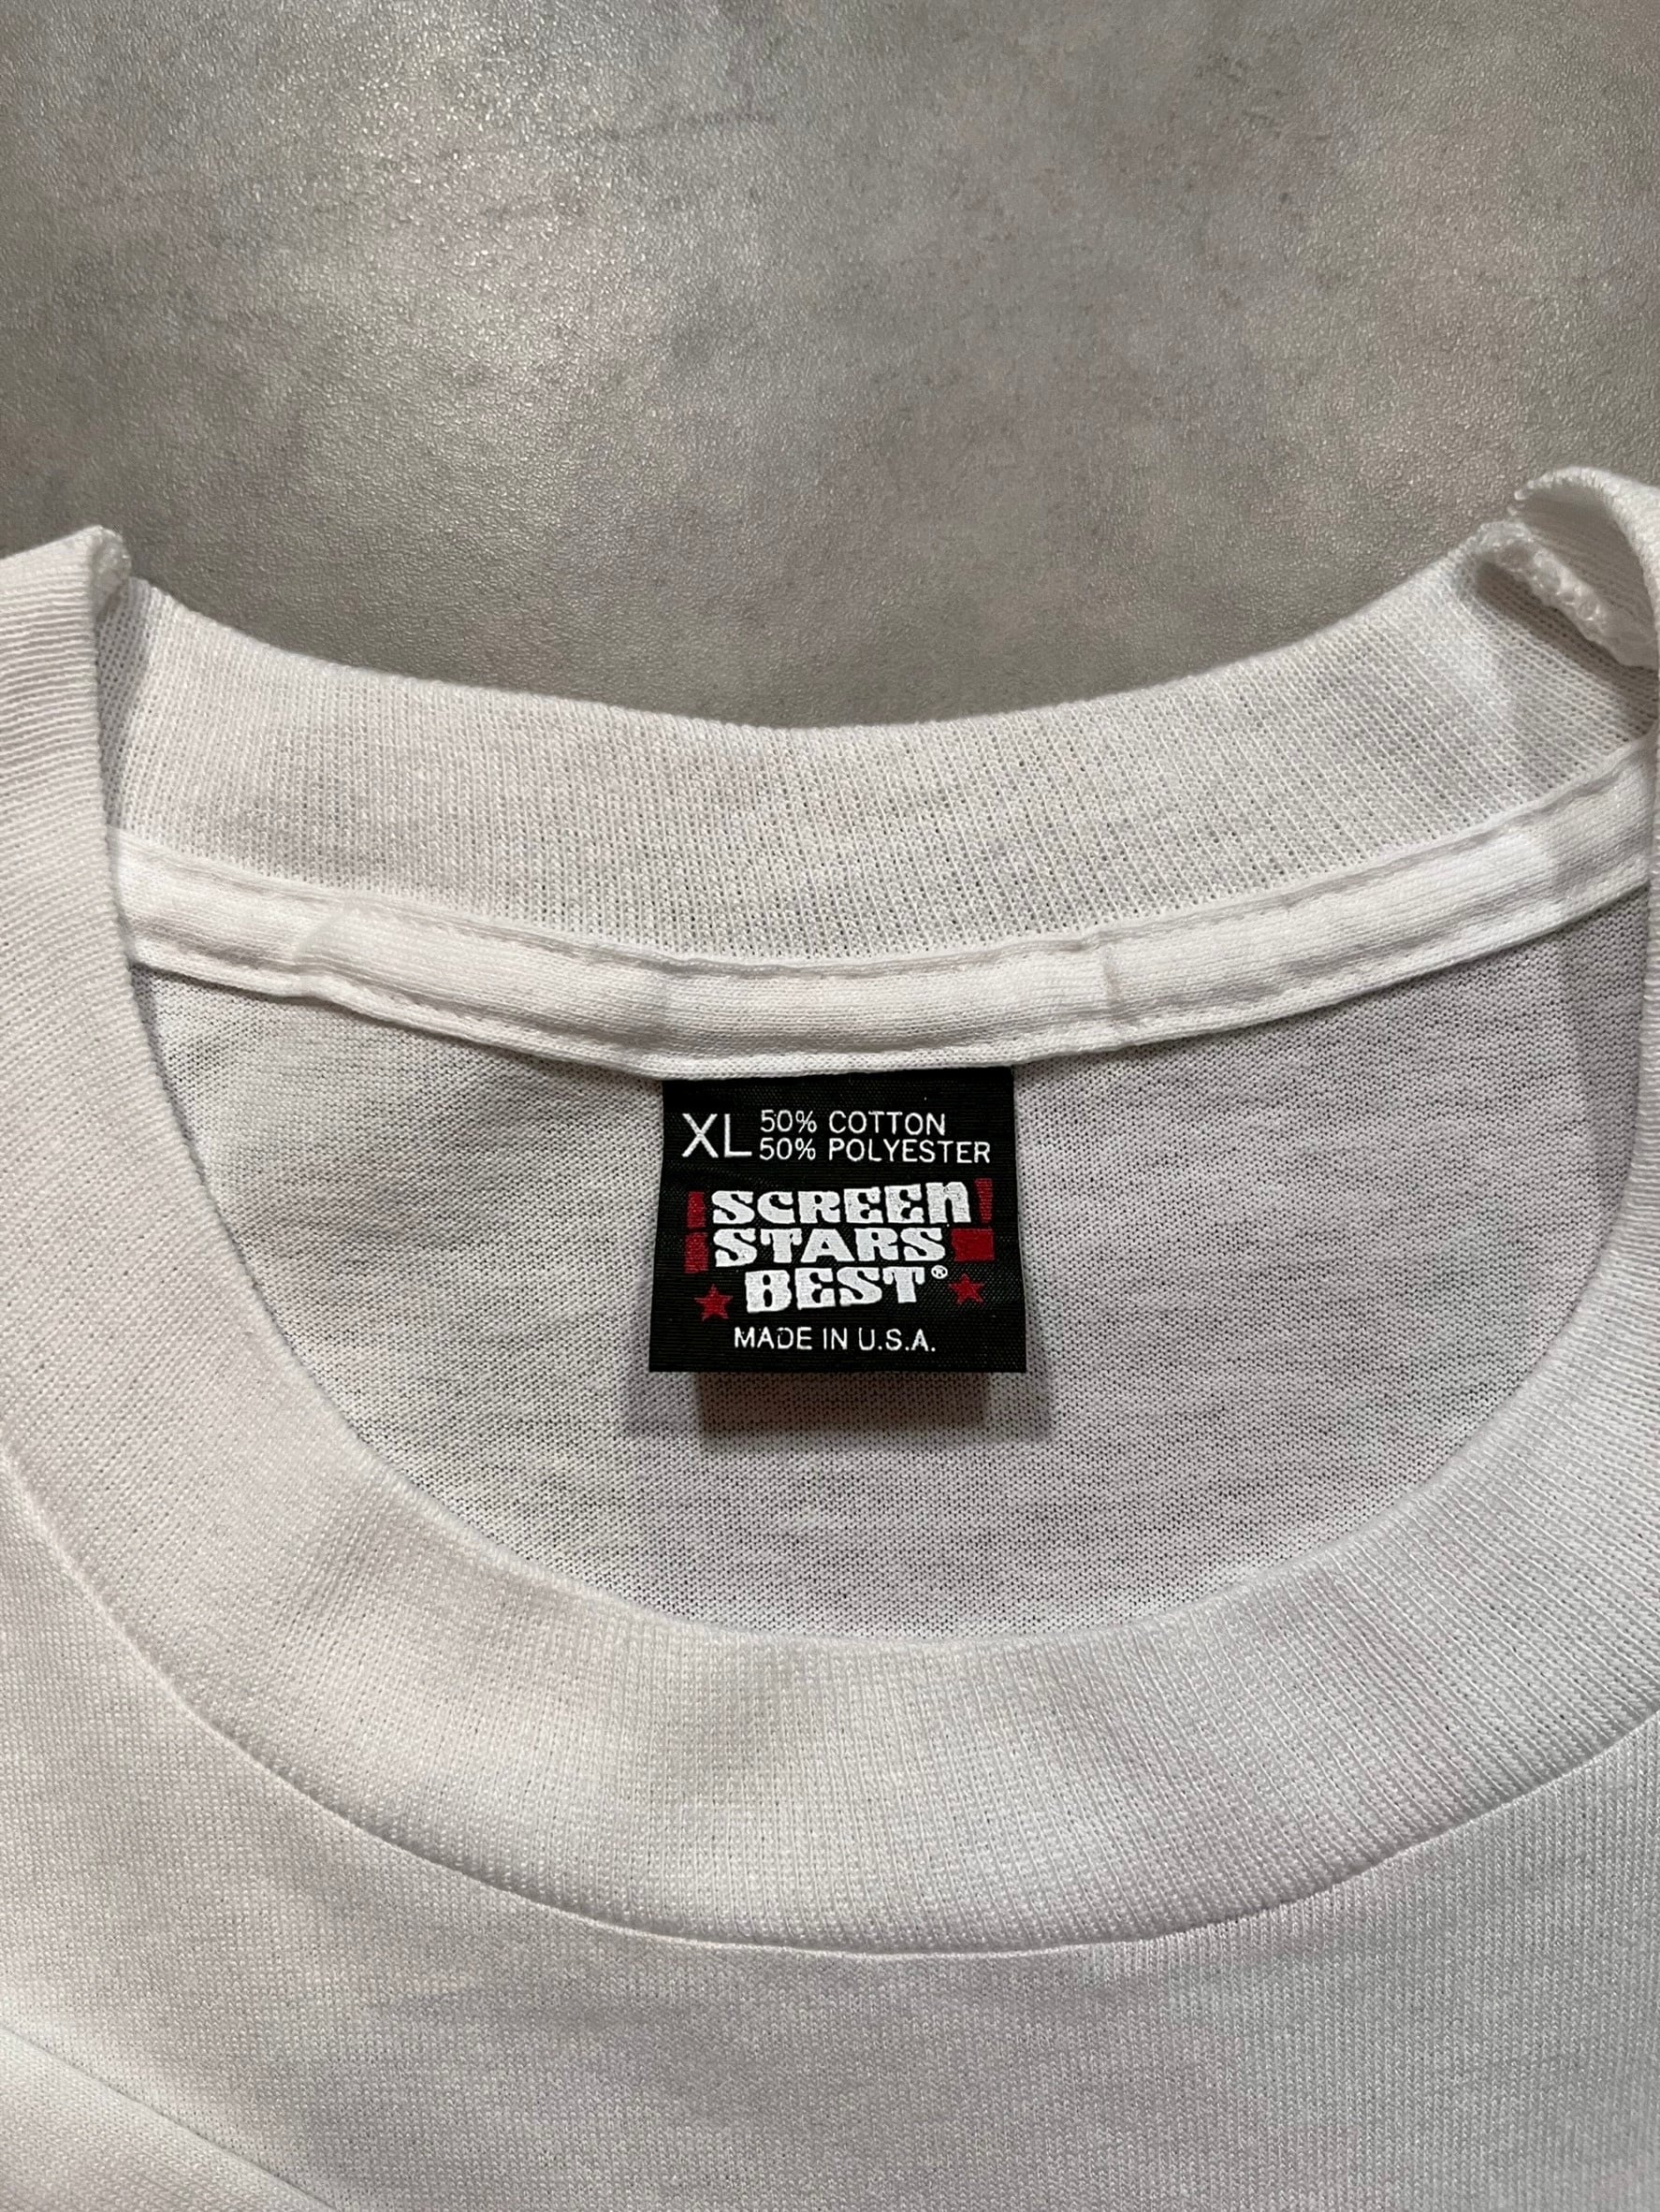 XL 50% COTTON
50% POLYESTER
SCREEN
STARS
BEST®
MADE IN U.S.A.